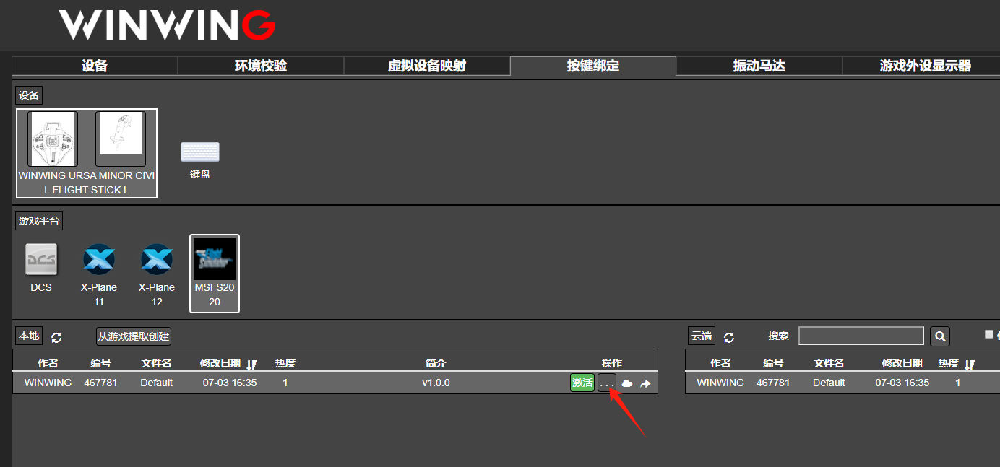 WINWING
设备 环境校验 虚拟设备映射 按键绑定 振动马达 游戏外设显示器
设备
WINWING URSA MINOR CIVI
L FLIGHT STICK L
键盘
游戏平台
DCS
X-Plane
11
X-Plane
12
MSFS20
20
本地 从游戏提取创建
作者 编号 文件名 修改日期 热度 简介 操作
WINWING 467781 Default 07-03 16:35 1 v1.0.0 激活 ...
云端 搜索
作者 编号 文件名 修改日期 热度
WINWING 467781 Default 07-03 16:35 1